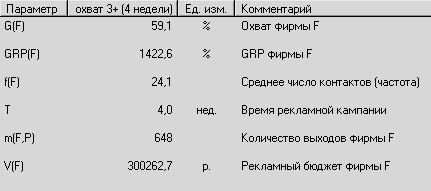 Параметр охват 3+ (4 недели) Ед. изм. Комментарий
G(F) 59,1 % Охват фирмы F
GRP(F) 1422,6 % GRP фирмы F
f(F) 24,1 Среднее число контактов (частота)
T 4,0 нед. Время рекламной кампании
m(F,P) 648 Количество выходов фирмы F
V(F) 300262,7 р. Рекламный бюджет фирмы F